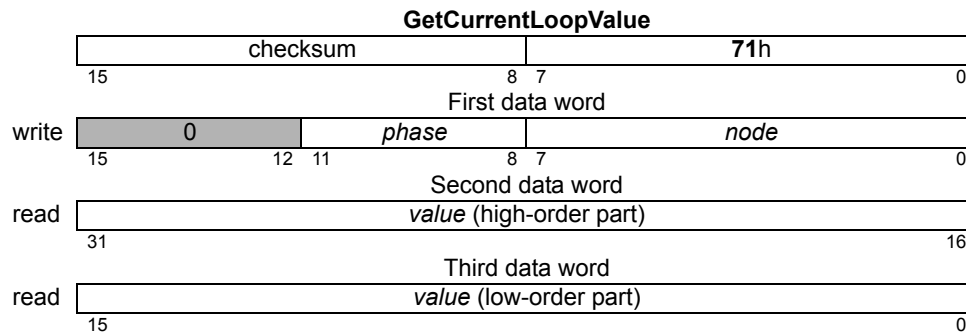 GetCurrentLoopValue
checksum 71h
15 8 7 0
First data word
write 0 phase node
15 12 11 8 7 0
Second data word
read value (high-order part)
31 16
Third data word
read value (low-order part)
15 0